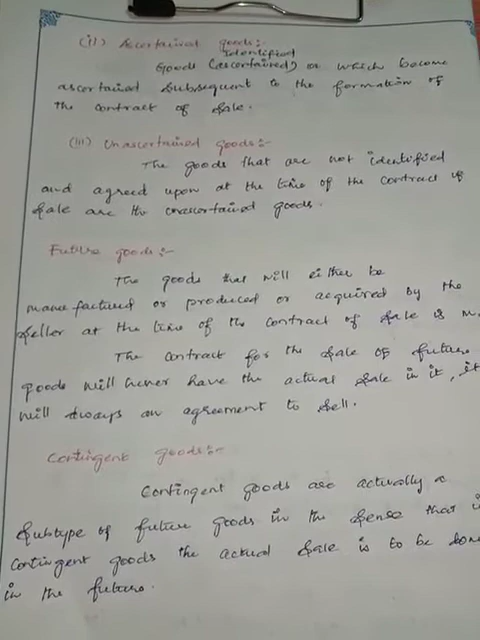 (ii) Ascertained goods:-
identified
Goods (ascertained) or which become
ascertained subsequent to the formation of
the contract of sale.
(iii) Unascertained goods:-
The goods that are not identified
and agreed upon at the time of the contract of
sale are the unascertained goods.
Future goods:-
The goods that will either be
manufactured or produced or acquired by the
seller at the time of the contract of sale is m
The contract for the sale of future
goods will never have the actual sale in it, it
will always an agreement to sell.
Contingent goods:-
Contingent goods are actually a
subtype of future goods in the sense that i
contingent goods the actual sale is to be done
in the future.